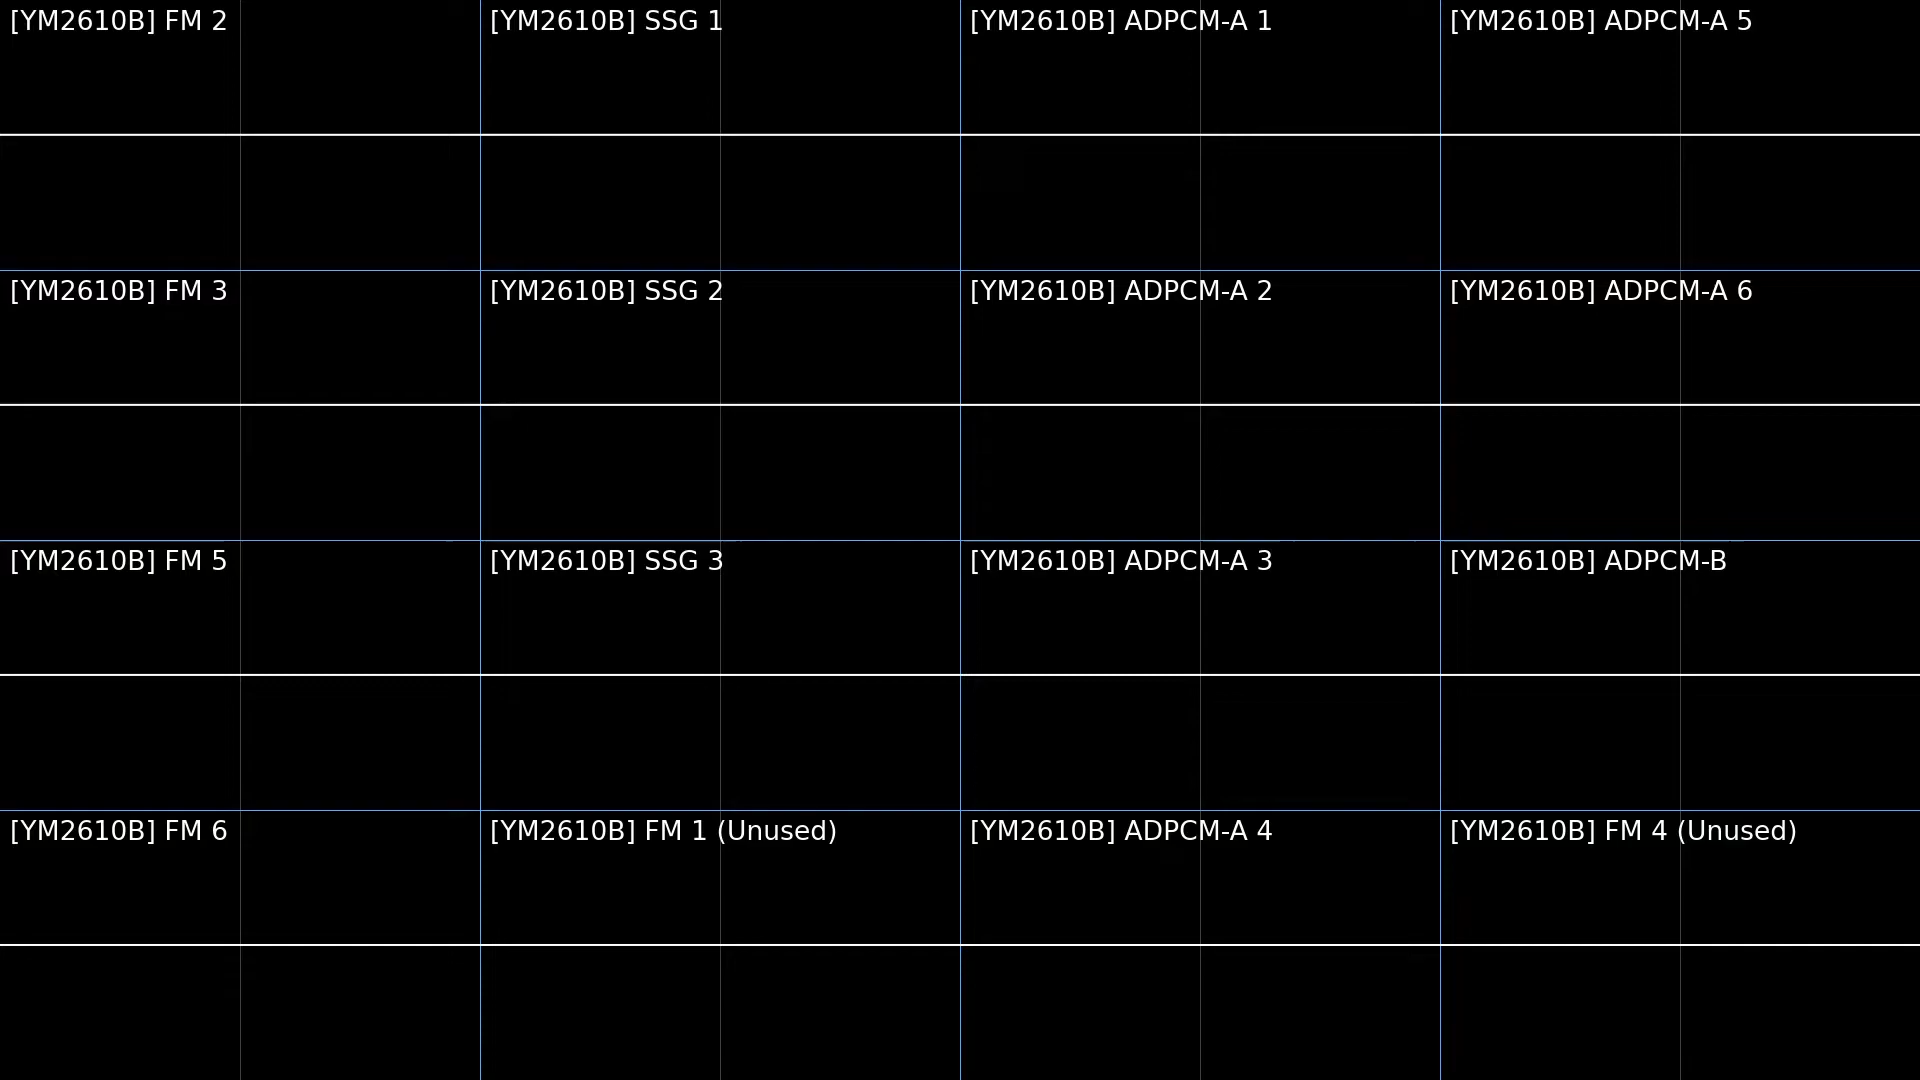 [YM2610B] FM 2
[YM2610B] SSG 1
[YM2610B] ADPCM-A 1
[YM2610B] ADPCM-A 5
[YM2610B] FM 3
[YM2610B] SSG 2
[YM2610B] ADPCM-A 2
[YM2610B] ADPCM-A 6
[YM2610B] FM 5
[YM2610B] SSG 3
[YM2610B] ADPCM-A 3
[YM2610B] ADPCM-B
[YM2610B] FM 6
[YM2610B] FM 1 (Unused)
[YM2610B] ADPCM-A 4
[YM2610B] FM 4 (Unused)